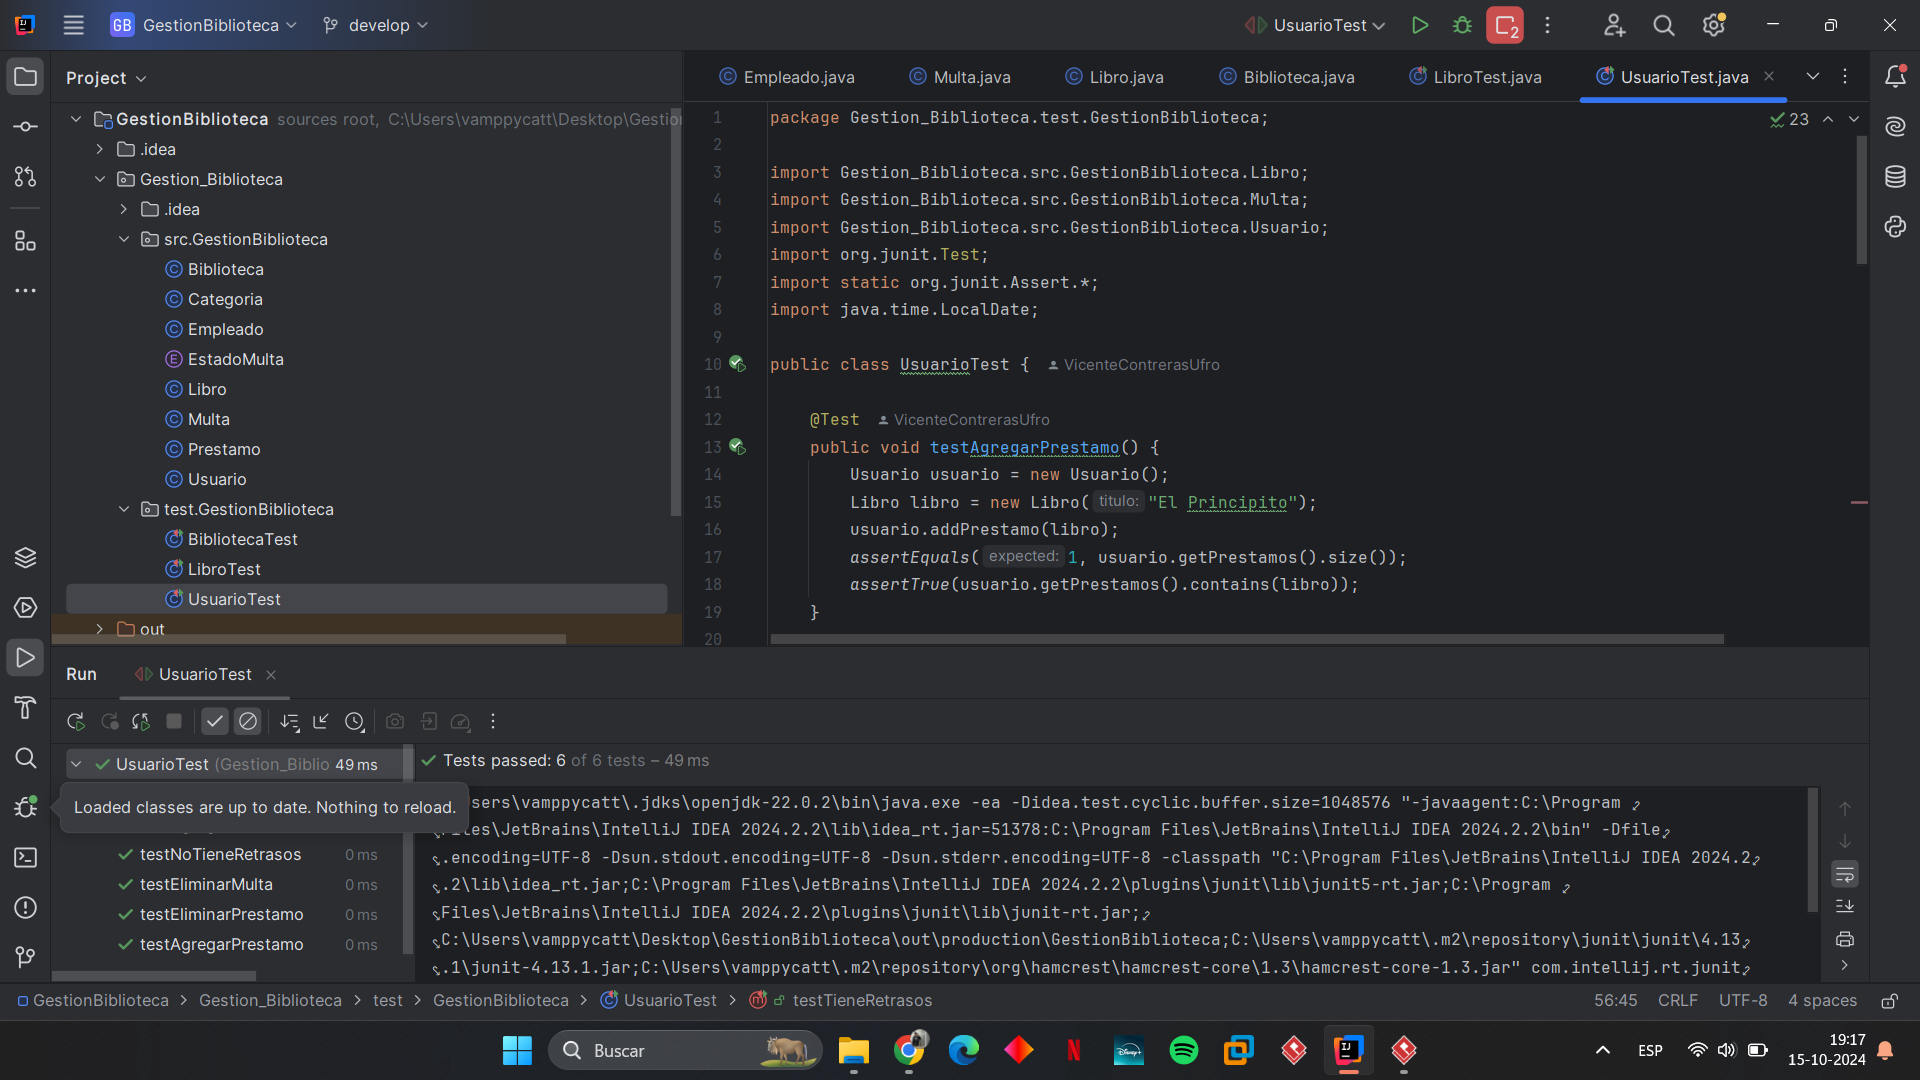 GB GestionBiblioteca develop UsuarioTest 2
Project
Empleado.java Multa.java Libro.java Biblioteca.java LibroTest.java UsuarioTest.java
GestionBiblioteca sources root, C:\Users\vamppycatt\Desktop\Gestio
.idea
Gestion_Biblioteca
.idea
src.GestionBiblioteca
Biblioteca
Categoria
Empleado
EstadoMulta
Libro
Multa
Prestamo
Usuario
test.GestionBiblioteca
BibliotecaTest
LibroTest
UsuarioTest
out
23
1 package Gestion_Biblioteca.test.GestionBiblioteca;
2
3 import Gestion_Biblioteca.src.GestionBiblioteca.Libro;
4 import Gestion_Biblioteca.src.GestionBiblioteca.Multa;
5 import Gestion_Biblioteca.src.GestionBiblioteca.Usuario;
6 import org.junit.Test;
7 import static org.junit.Assert.*;
8 import java.time.LocalDate;
9
10 public class UsuarioTest { VicenteContrerasUfro
11
12 @Test VicenteContrerasUfro
13 public void testAgregarPrestamo() {
14 Usuario usuario = new Usuario();
15 Libro libro = new Libro( titulo: "El Principito");
16 usuario.addPrestamo(libro);
17 assertEquals( expected: 1, usuario.getPrestamos().size());
18 assertTrue(usuario.getPrestamos().contains(libro));
19 }
20
Run UsuarioTest
UsuarioTest (Gestion_Biblio 49 ms
Loaded classes are up to date. Nothing to reload.
testNoTieneRetrasos 0 ms
testEliminarMulta 0 ms
testEliminarPrestamo 0 ms
testAgregarPrestamo 0 ms
Tests passed: 6 of 6 tests – 49 ms
sers\vamppycatt\.jdks\openjdk-22.0.2\bin\java.exe -ea -Didea.test.cyclic.buffer.size=1048576 "-javaagent:C:\Program
Files\JetBrains\IntelliJ IDEA 2024.2.2\lib\idea_rt.jar=51378:C:\Program Files\JetBrains\IntelliJ IDEA 2024.2.2\bin" -Dfile
.encoding=UTF-8 -Dsun.stdout.encoding=UTF-8 -Dsun.stderr.encoding=UTF-8 -classpath "C:\Program Files\JetBrains\IntelliJ IDEA 2024.2
.2\lib\idea_rt.jar;C:\Program Files\JetBrains\IntelliJ IDEA 2024.2.2\plugins\junit\lib\junit5-rt.jar;C:\Program
Files\JetBrains\IntelliJ IDEA 2024.2.2\plugins\junit\lib\junit-rt.jar;
C:\Users\vamppycatt\Desktop\GestionBiblioteca\out\production\GestionBiblioteca;C:\Users\vamppycatt\.m2\repository\junit\junit\4.13
.1\junit-4.13.1.jar;C:\Users\vamppycatt\.m2\repository\org\hamcrest\hamcrest-core\1.3\hamcrest-core-1.3.jar" com.intellij.rt.junit
GestionBiblioteca > Gestion_Biblioteca > test > GestionBiblioteca > UsuarioTest > testTieneRetrasos 56:45 CRLF UTF-8 4 spaces
Buscar ESP 19:17
15-10-2024